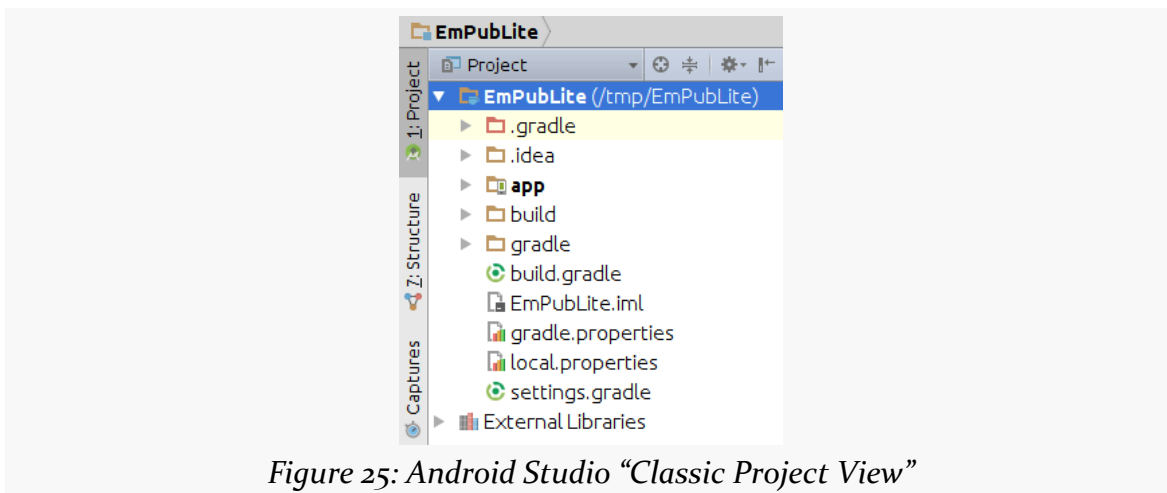 EmPubLite
Project
1: Project
7: Structure
Captures
EmPubLite (/tmp/EmPubLite)
.gradle
.idea
app
build
gradle
build.gradle
EmPubLite.iml
gradle.properties
local.properties
settings.gradle
External Libraries
Figure 25: Android Studio “Classic Project View”